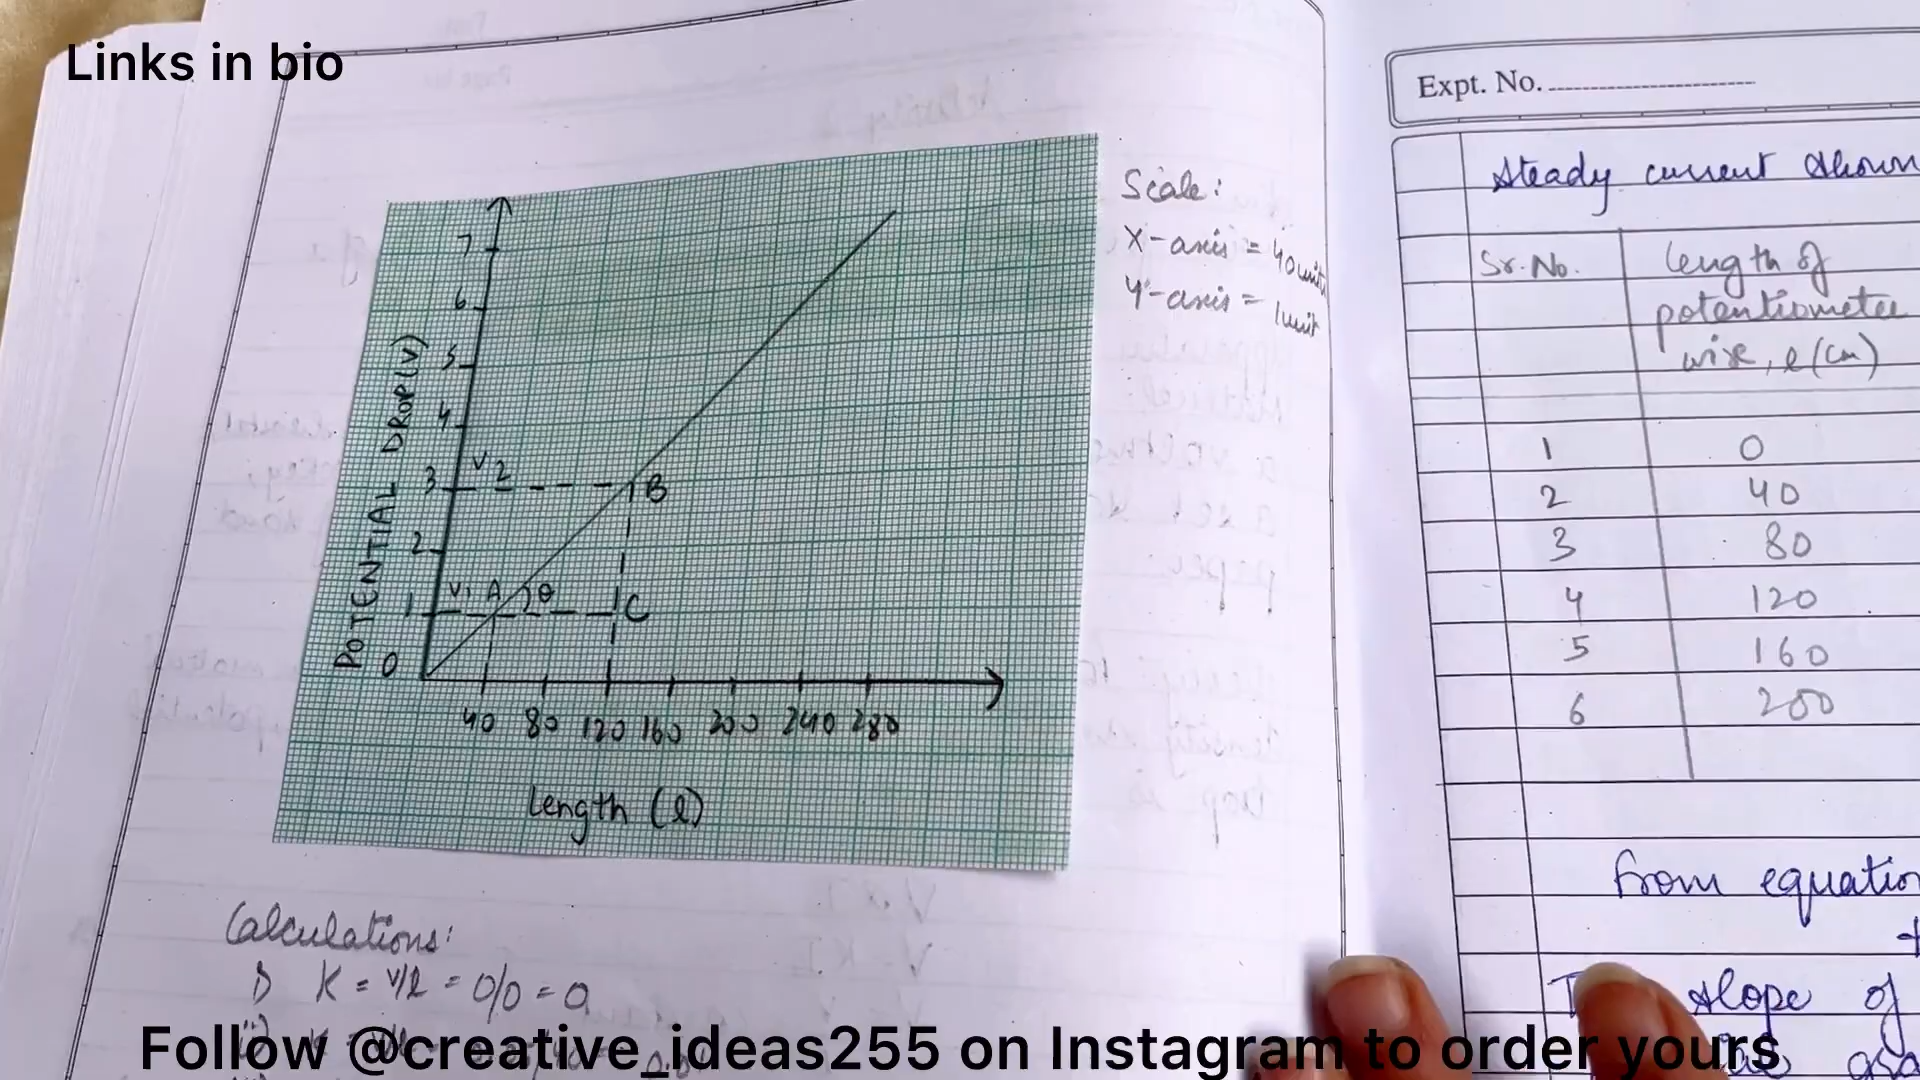 Links in bio
Expt. No.
Steady current shown
Scale:
X-axis = 40 unit
Y-axis = 1 unit
Sr. No.
length of
potentiometer
wire, l (cm)
1 0
2 40
3 80
4 120
5 160
6 200
POTENTIAL DROP (V)
7
6
5
4
3 V2 B
2
1 V1 A θ C
0
40 80 120 160 200 240 280
length (l)
from equation
Calculations:
i) K = V/l = 0/0 = 0
slope of
Follow @creative_ideas255 on Instagram to order yours